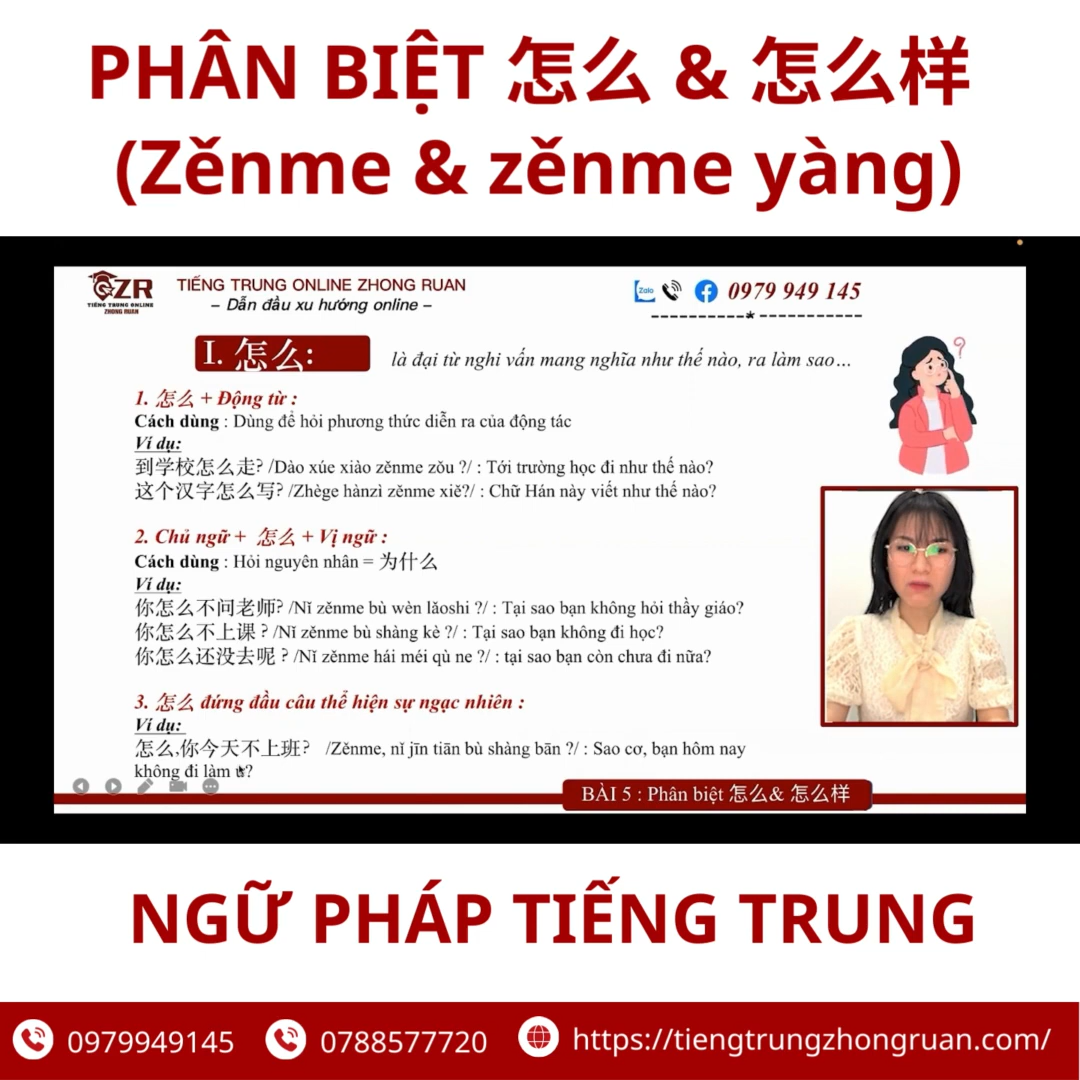 PHÂN BIỆT 怎么 & 怎么样
(Zěnme & zěnme yàng)
ZR
TIẾNG TRUNG ONLINE
ZHONG RUAN
TIẾNG TRUNG ONLINE ZHONG RUAN
– Dẫn đầu xu hướng online –
Zalo
0979 949 145
----------*-----------
I. 怎么:
là đại từ nghi vấn mang nghĩa như thế nào, ra làm sao...
?
1. 怎么 + Động từ :
Cách dùng : Dùng để hỏi phương thức diễn ra của động tác
Ví dụ:
到学校怎么走? /Dào xúe xiào zěnme zǒu ?/ : Tới trường học đi như thế nào?
这个汉字怎么写? /Zhège hànzì zěnme xiě?/ : Chữ Hán này viết như thế nào?
2. Chủ ngữ + 怎么 + Vị ngữ :
Cách dùng : Hỏi nguyên nhân = 为什么
Ví dụ:
你怎么不问老师? /Nǐ zěnme bù wèn lǎoshi ?/ : Tại sao bạn không hỏi thầy giáo?
你怎么不上课 ? /Nǐ zěnme bù shàng kè ?/ : Tại sao bạn không đi học?
你怎么还没去呢 ? /Nǐ zěnme hái méi qù ne ?/ : tại sao bạn còn chưa đi nữa?
3. 怎么 đứng đầu câu thể hiện sự ngạc nhiên :
Ví dụ:
怎么,你今天不上班? /Zěnme, nǐ jīn tiān bù shàng bān ?/ : Sao cơ, bạn hôm nay
không đi làm ư?
BÀI 5 : Phân biệt 怎么& 怎么样
NGỮ PHÁP TIẾNG TRUNG
0979949145
0788577720
https://tiengtrungzhongruan.com/